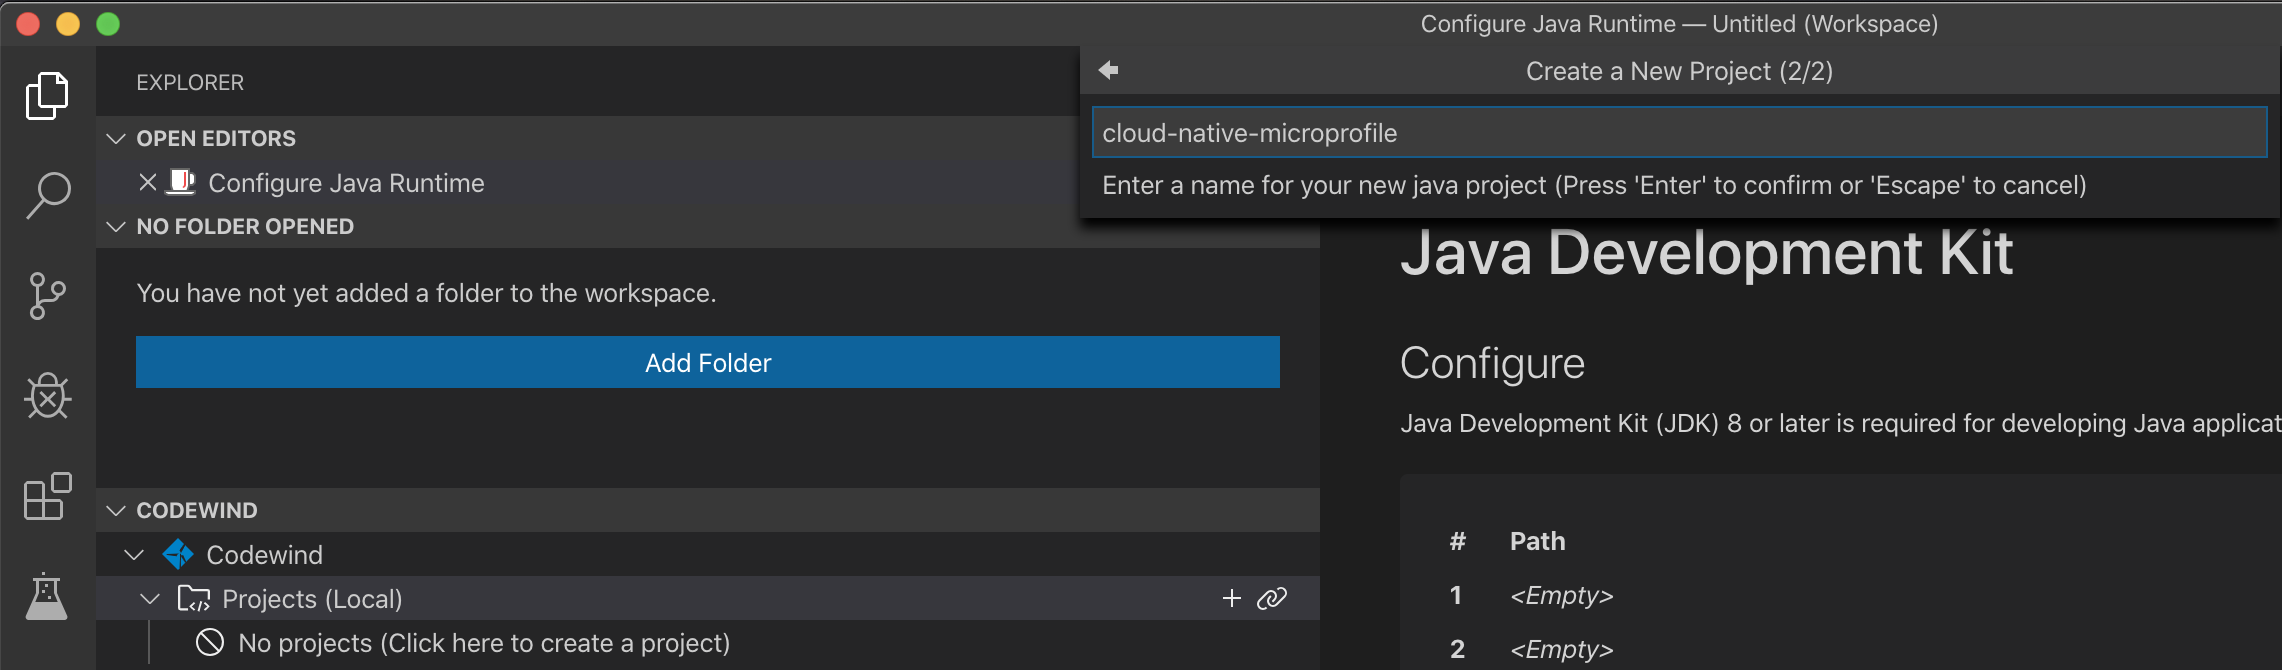 Configure Java Runtime — Untitled (Workspace)
EXPLORER
OPEN EDITORS
Configure Java Runtime
NO FOLDER OPENED
You have not yet added a folder to the workspace.
Add Folder
CODEWIND
Codewind
Projects (Local)
No projects (Click here to create a project)
Create a New Project (2/2)
cloud-native-microprofile
Enter a name for your new java project (Press 'Enter' to confirm or 'Escape' to cancel)
Java Development Kit
Configure
Java Development Kit (JDK) 8 or later is required for developing Java applicat
# Path
1 <Empty>
2 <Empty>